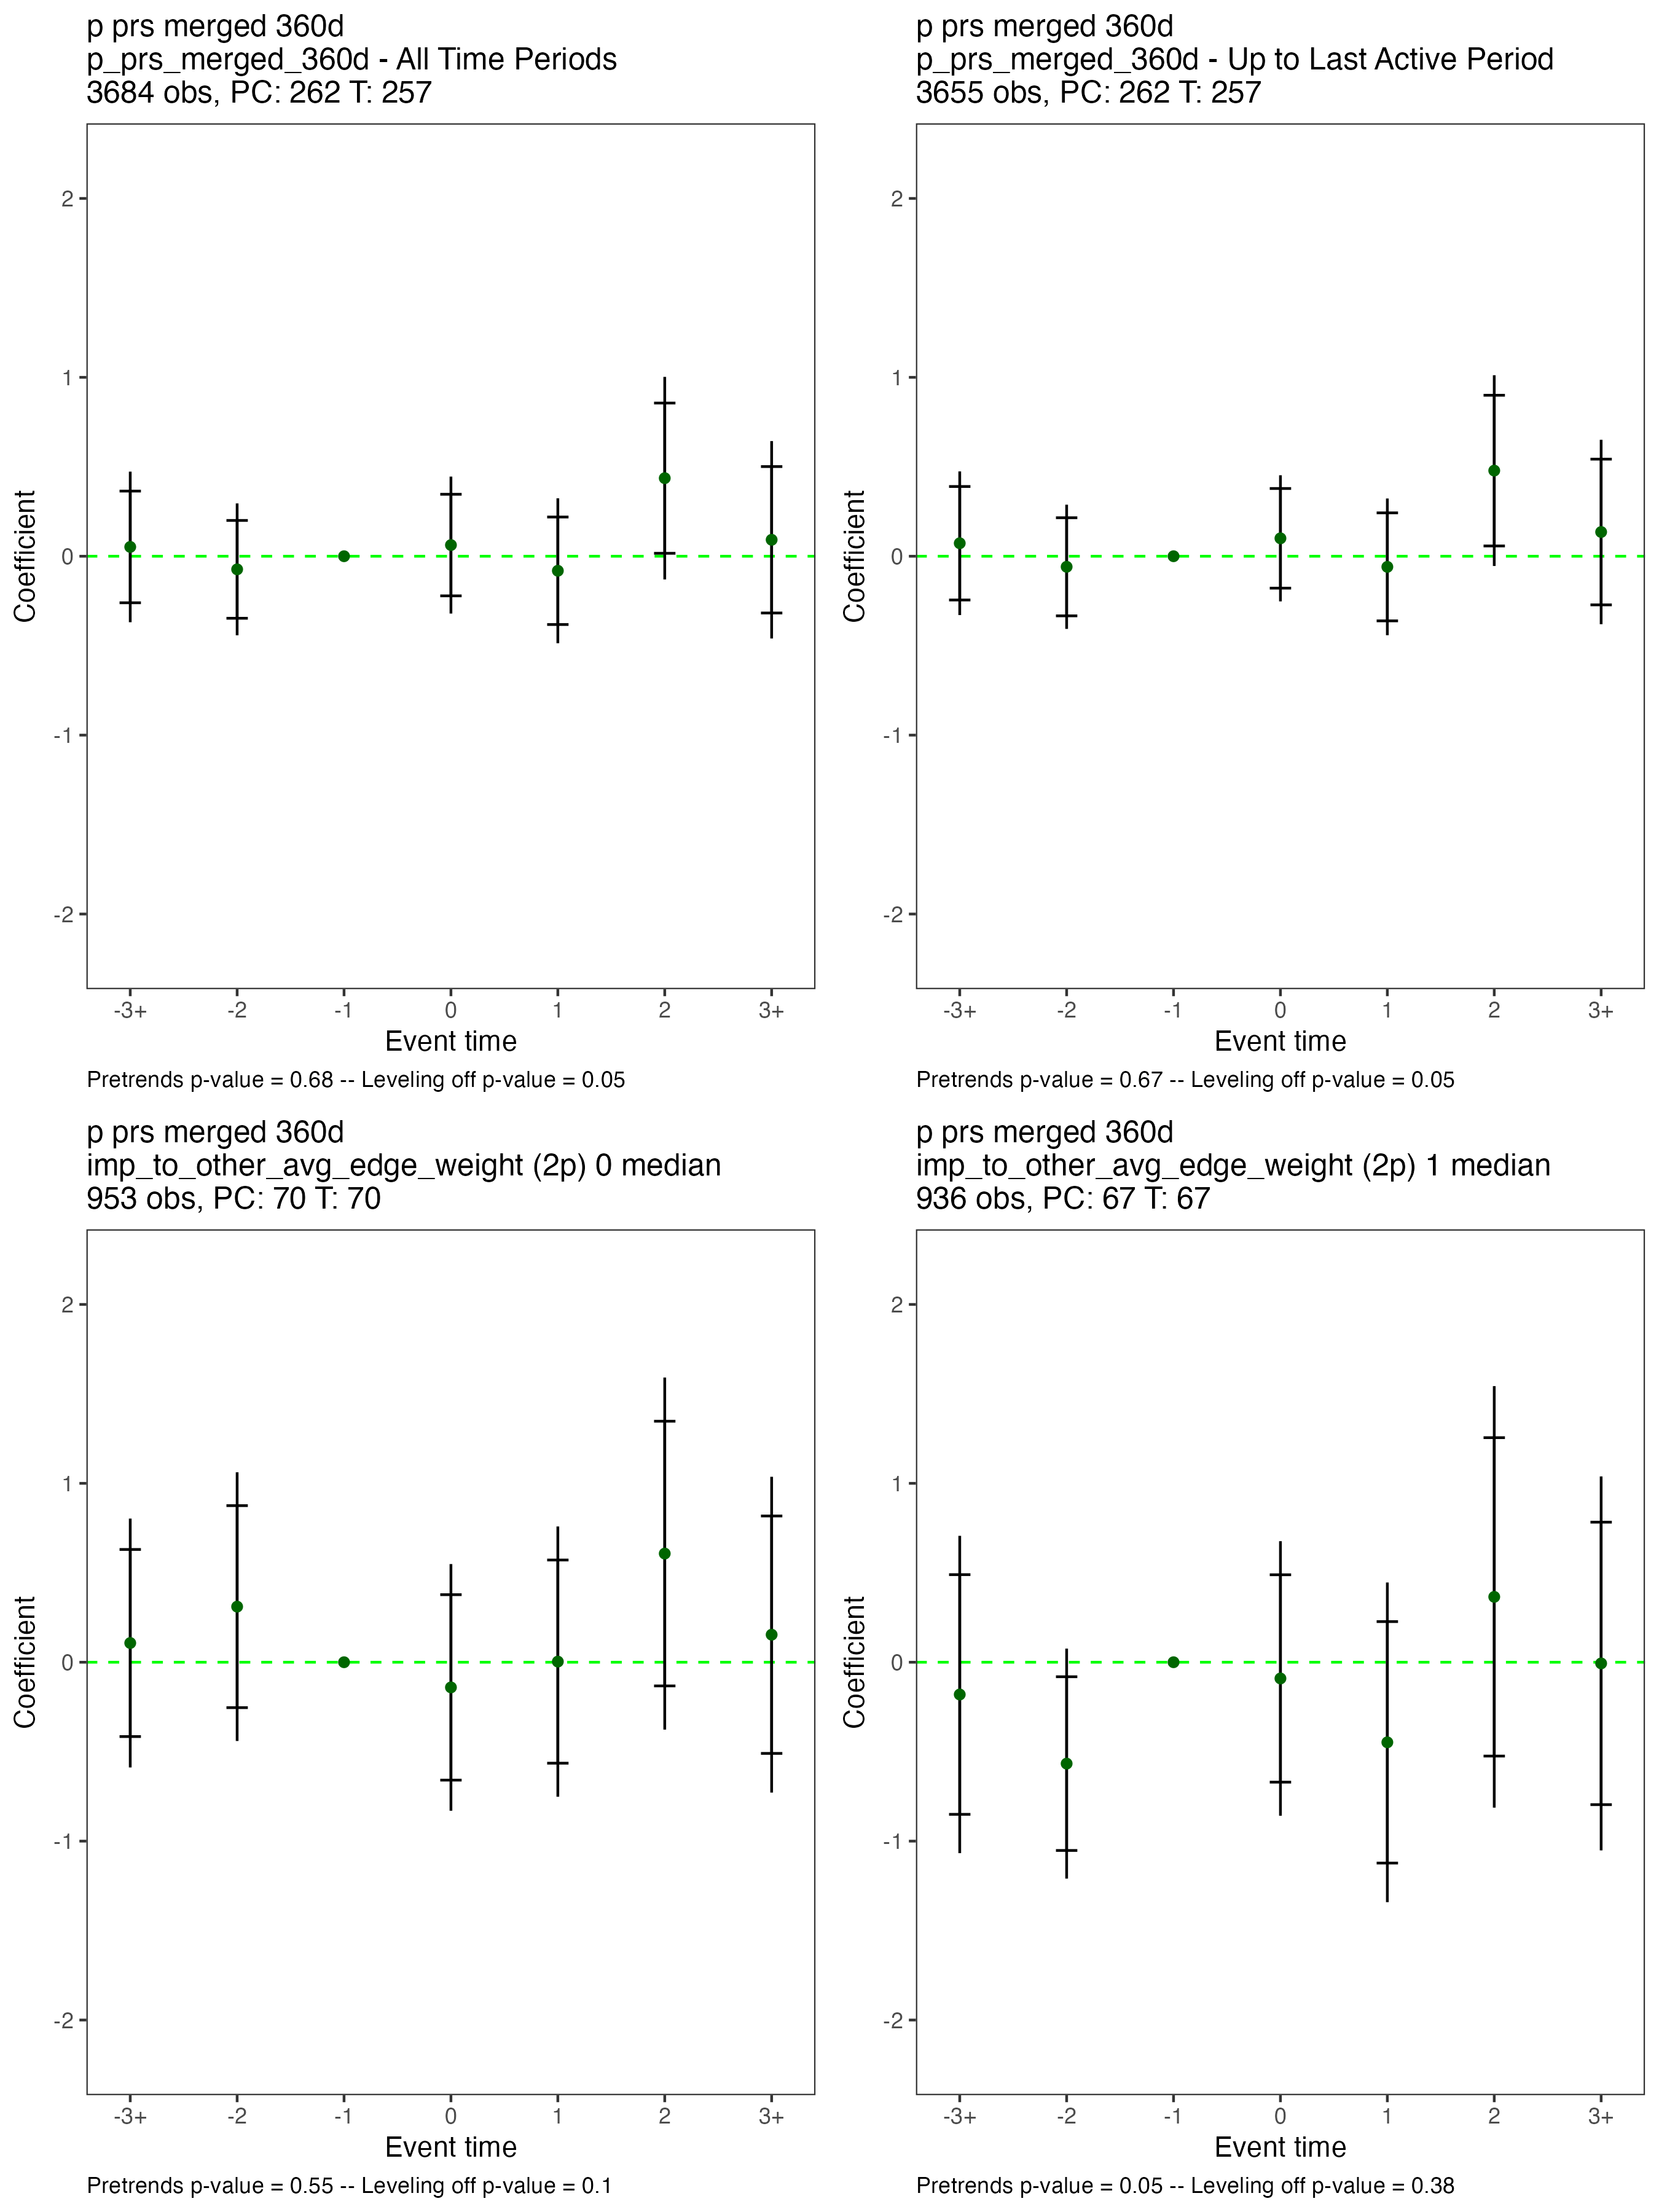 p prs merged 360d
p_prs_merged_360d - All Time Periods
3684 obs, PC: 262 T: 257
2
1
0
-1
-2
Coefficient
-3+ -2 -1 0 1 2 3+
Event time
Pretrends p-value = 0.68 -- Leveling off p-value = 0.05
p prs merged 360d
p_prs_merged_360d - Up to Last Active Period
3655 obs, PC: 262 T: 257
2
1
0
-1
-2
Coefficient
-3+ -2 -1 0 1 2 3+
Event time
Pretrends p-value = 0.67 -- Leveling off p-value = 0.05
p prs merged 360d
imp_to_other_avg_edge_weight (2p) 0 median
953 obs, PC: 70 T: 70
2
1
0
-1
-2
Coefficient
-3+ -2 -1 0 1 2 3+
Event time
Pretrends p-value = 0.55 -- Leveling off p-value = 0.1
p prs merged 360d
imp_to_other_avg_edge_weight (2p) 1 median
936 obs, PC: 67 T: 67
2
1
0
-1
-2
Coefficient
-3+ -2 -1 0 1 2 3+
Event time
Pretrends p-value = 0.05 -- Leveling off p-value = 0.38